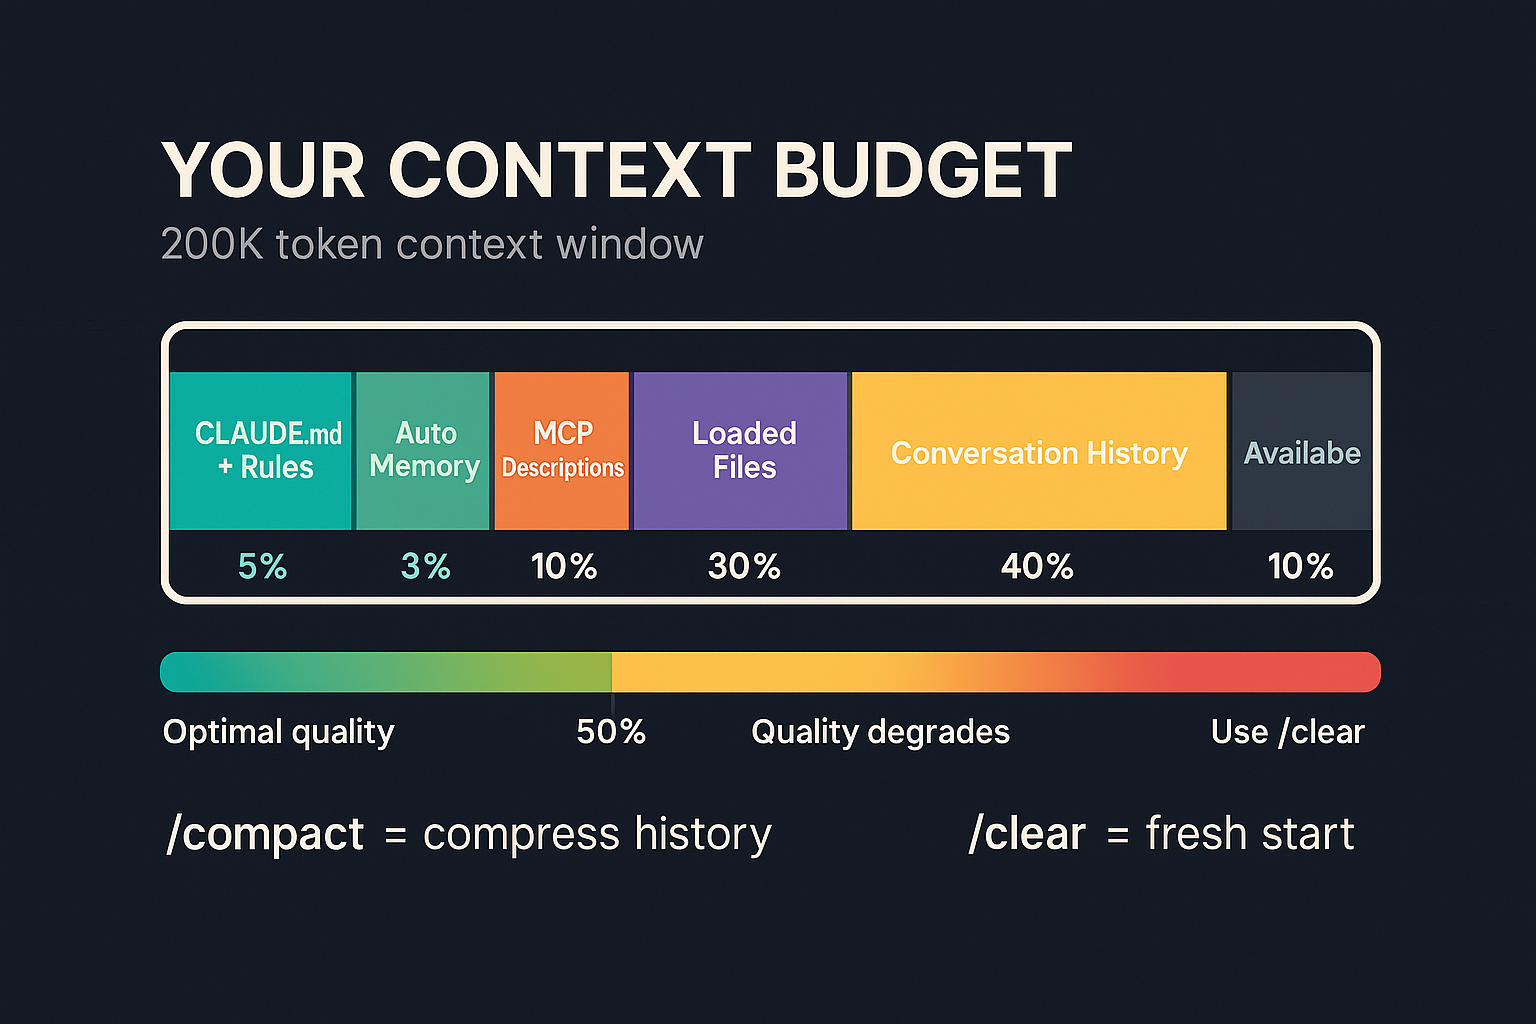 YOUR CONTEXT BUDGET
200K token context window
CLAUDE.md
+ Rules
Auto
Memory
MCP
Descriptions
Loaded
Files
Conversation History
Availabe
5%
3%
10%
30%
40%
10%
Optimal quality
50%
Quality degrades
Use /clear
/compact = compress history
/clear = fresh start